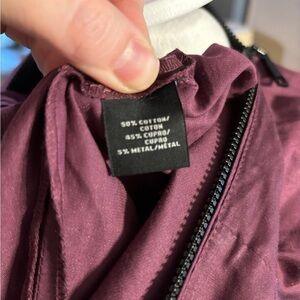 50% COTTON/
COTON
45% CUPRO/
CUPRO
5% METAL/MÉTAL